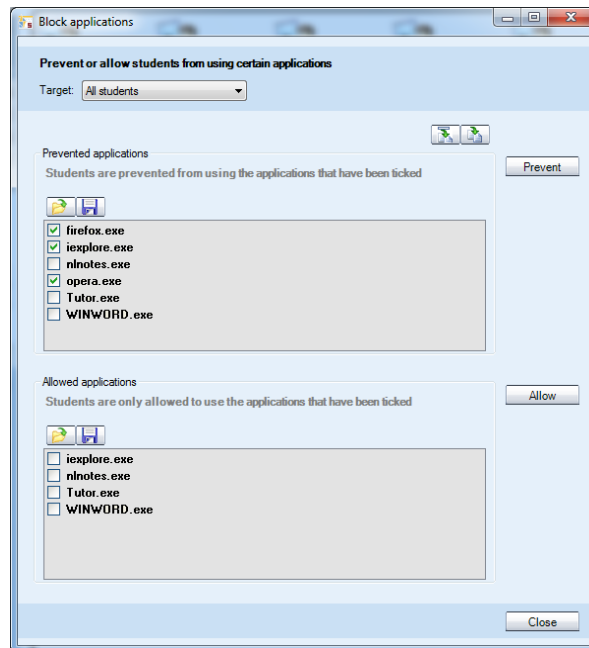 Block applications
Prevent or allow students from using certain applications
Target: All students
Prevented applications
Prevent
Students are prevented from using the applications that have been ticked
firefox.exe
iexplore.exe
nlnotes.exe
opera.exe
Tutor.exe
WINWORD.exe
Allowed applications
Allow
Students are only allowed to use the applications that have been ticked
iexplore.exe
nlnotes.exe
Tutor.exe
WINWORD.exe
Close